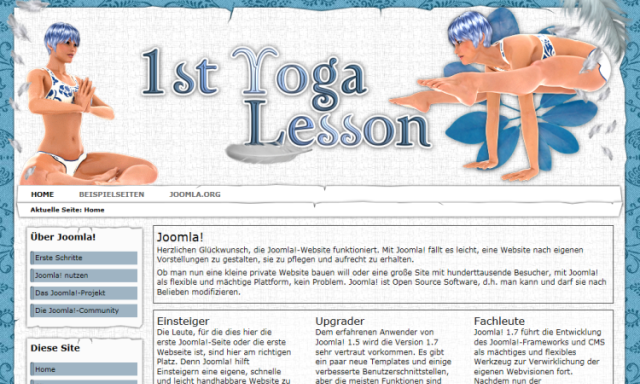 1st Yoga
Lesson
HOME BEISPIELSEITEN JOOMLA.ORG
Aktuelle Seite: Home
Über Joomla!
Erste Schritte
Joomla! nutzen
Das Joomla!-Projekt
Die Joomla!-Community
Diese Site
Home
Joomla!
Herzlichen Glückwunsch, die Joomla!-Website funktioniert. Mit Joomla! fällt es leicht, eine Website nach eigenen
Vorstellungen zu gestalten, sie zu pflegen und aufrecht zu erhalten.
Ob man nun eine kleine private Website bauen will oder eine große Site mit hunderttausende Besucher, mit Joomla!
als flexible und mächtige Plattform, kein Problem. Joomla! ist Open Source Software, d.h. man kann und darf sie nach
Belieben modifizieren.
Einsteiger
Die Leute, für die dies hier die
erste Joomla!-Seite oder die erste
Webseite ist, sind hier am richtigen
Platz. Denn Joomla! hilft
Einsteigern eine eigene, schnelle
und leicht handhabbare Website zu
Upgrader
Dem erfahrenen Anwender von
Joomla! 1.5 wird die Version 1.7
sehr vertraut vorkommen. Es gibt
ein paar neue Templates und einige
verbesserte Benutzerschnittstellen,
aber die meisten Funktionen sind
Fachleute
Joomla! 1.7 führt die Entwicklung
des Joomla!-Frameworks und CMS
als mächtiges und flexibles
Werkzeug zur Verwirklichung der
eigenen Webvisionen fort.
Nachdem nun der